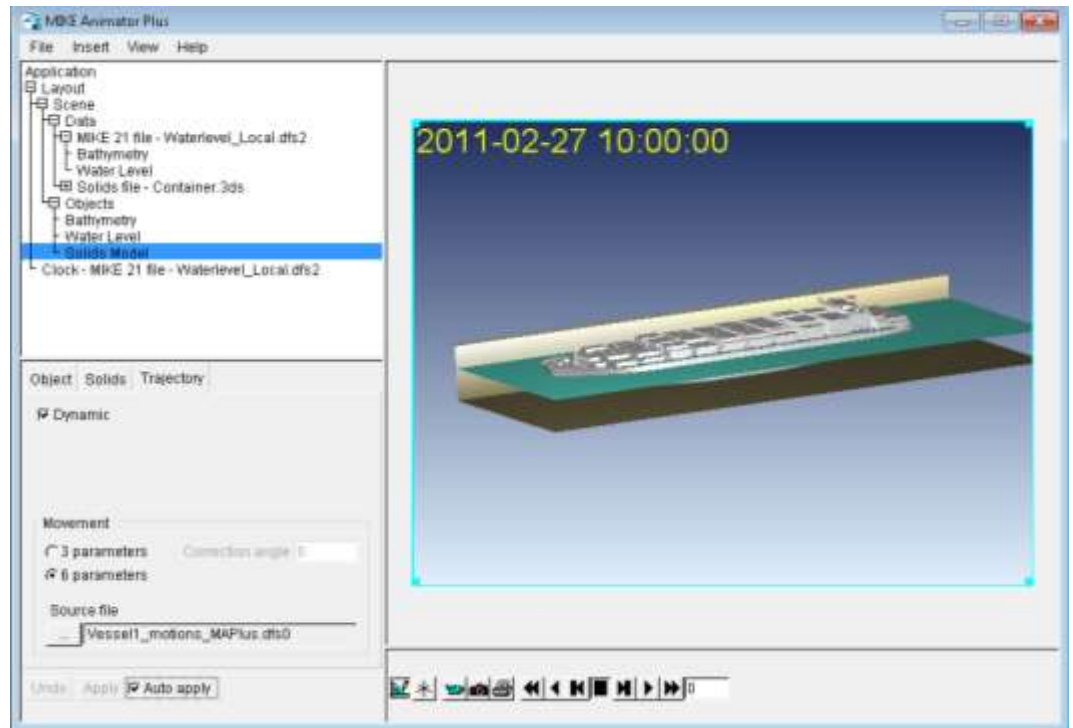 MIKE Animator Plus
File Insert View Help
Application
Layout
Scene
Data
MIKE 21 file - Waterlevel_Local.dfs2
Bathymetry
Water Level
Solids file - Container.3ds
Objects
Bathymetry
Water Level
Solids Model
Clock - MIKE 21 file - Waterlevel_Local.dfs2
2011-02-27 10:00:00
Object Solids Trajectory
Dynamic
Movement
3 parameters Correction angle
6 parameters
Source file
... Vessel1_motions_MAPlus.dfs0
Undo Apply Auto apply
0